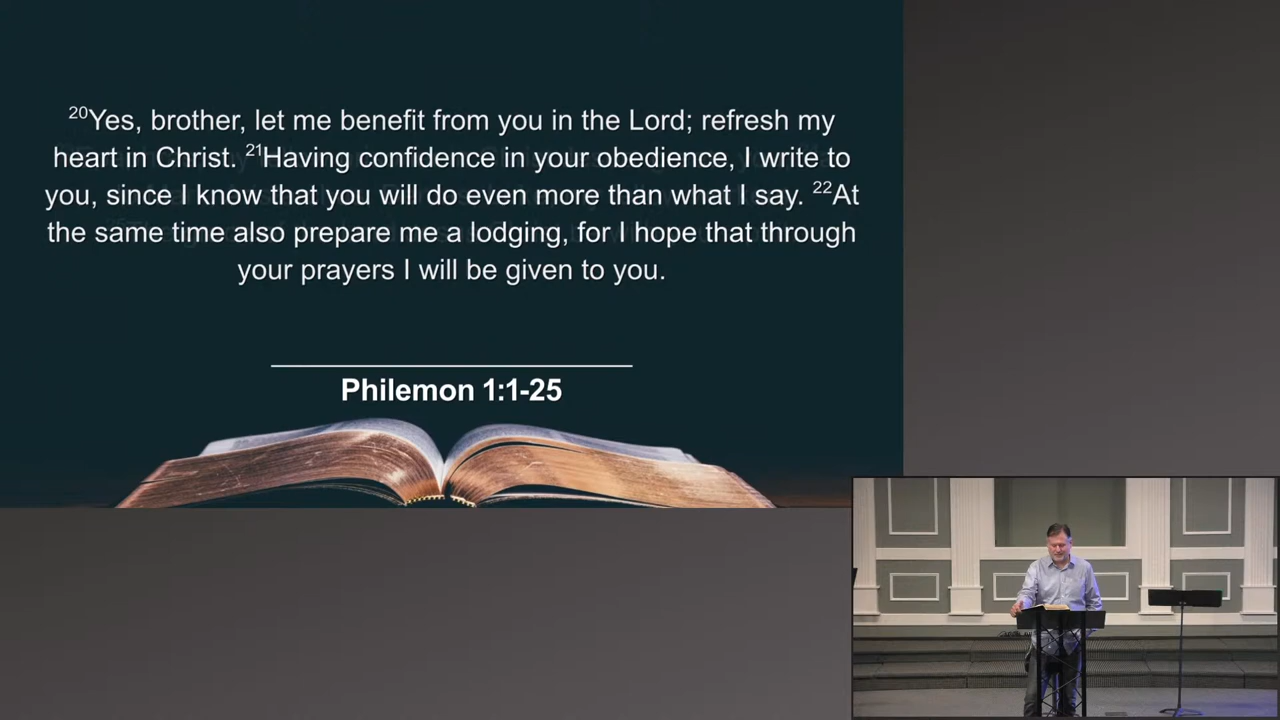 ²⁰Yes, brother, let me benefit from you in the Lord; refresh my
heart in Christ. ²¹Having confidence in your obedience, I write to
you, since I know that you will do even more than what I say. ²²At
the same time also prepare me a lodging, for I hope that through
your prayers I will be given to you.
Philemon 1:1-25